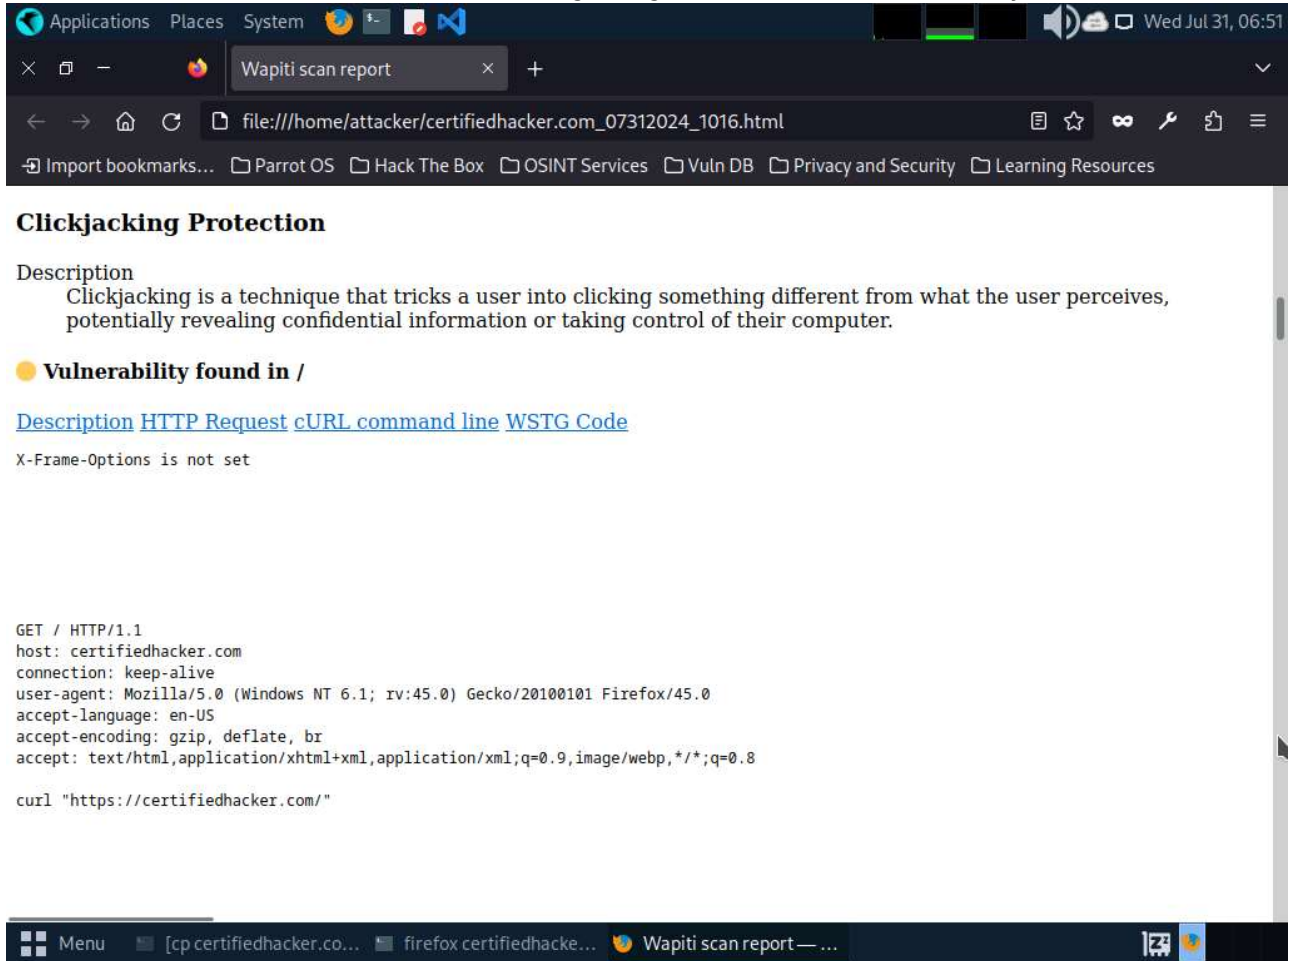 Applications Places System Wed Jul 31, 06:51
Wapiti scan report
file:///home/attacker/certifiedhacker.com_07312024_1016.html
Import bookmarks... Parrot OS Hack The Box OSINT Services Vuln DB Privacy and Security Learning Resources
Clickjacking Protection
Description
Clickjacking is a technique that tricks a user into clicking something different from what the user perceives,
potentially revealing confidential information or taking control of their computer.
Vulnerability found in /
Description HTTP Request cURL command line WSTG Code
X-Frame-Options is not set
GET / HTTP/1.1
host: certifiedhacker.com
connection: keep-alive
user-agent: Mozilla/5.0 (Windows NT 6.1; rv:45.0) Gecko/20100101 Firefox/45.0
accept-language: en-US
accept-encoding: gzip, deflate, br
accept: text/html,application/xhtml+xml,application/xml;q=0.9,image/webp,*/*;q=0.8
curl "https://certifiedhacker.com/"
Menu [cp certifiedhacker.co... firefox certifiedhacke... Wapiti scan report — ...